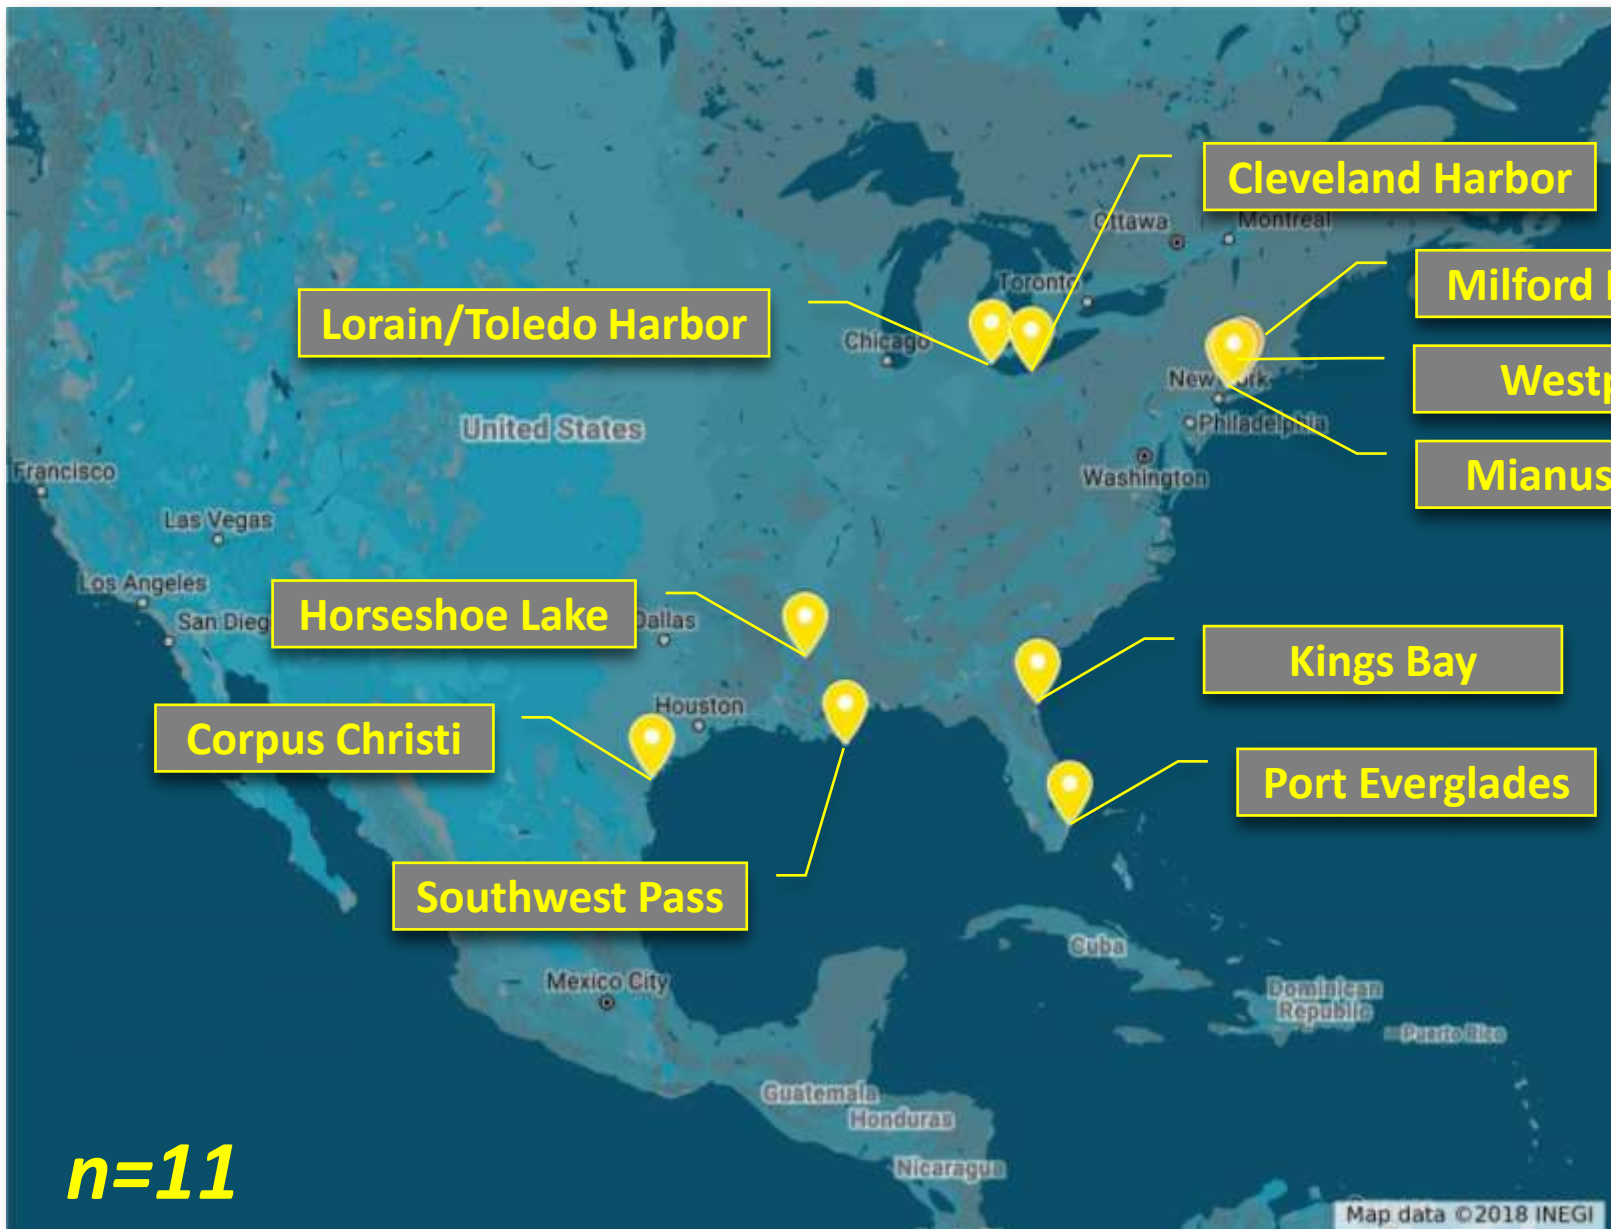 Cleveland Harbor
Ottawa
Montreal
Milford
Toronto
Lorain/Toledo Harbor
Chicago
New York
Westp
Philadelphia
United States
Mianus
Washington
Francisco
Las Vegas
Los Angeles
San Dieg
Horseshoe Lake
Dallas
Kings Bay
Houston
Corpus Christi
Port Everglades
Southwest Pass
Cuba
Mexico City
Dominican
Republic
Puerto Rico
Guatemala
Honduras
Nicaragua
n=11
Map data ©2018 INEGI